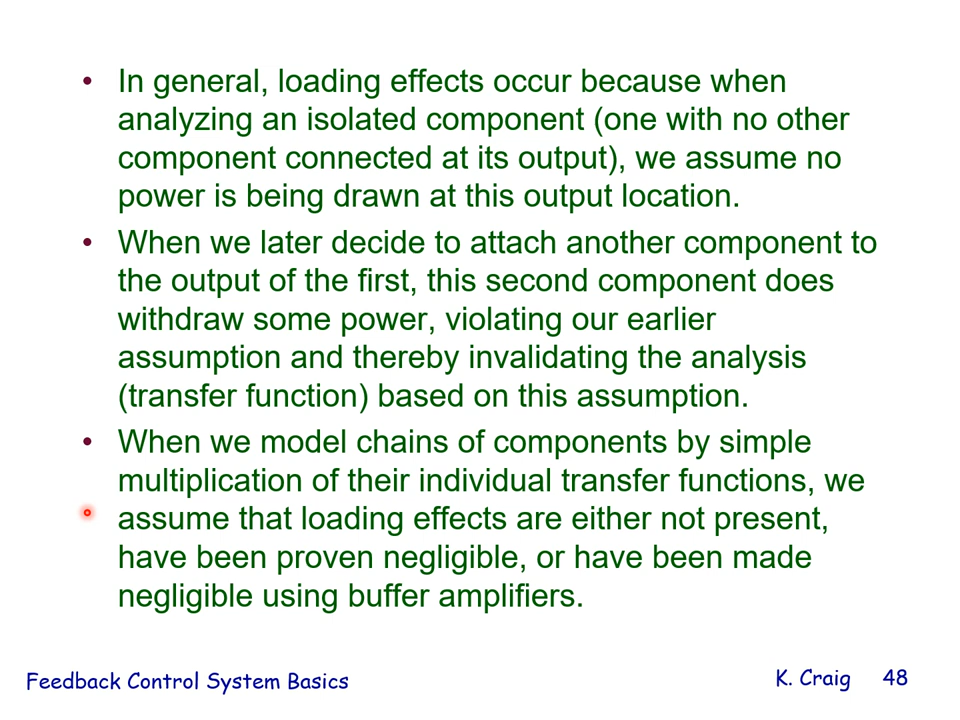 • In general, loading effects occur because when
analyzing an isolated component (one with no other
component connected at its output), we assume no
power is being drawn at this output location.
• When we later decide to attach another component to
the output of the first, this second component does
withdraw some power, violating our earlier
assumption and thereby invalidating the analysis
(transfer function) based on this assumption.
• When we model chains of components by simple
multiplication of their individual transfer functions, we
assume that loading effects are either not present,
have been proven negligible, or have been made
negligible using buffer amplifiers.
Feedback Control System Basics
K. Craig 48